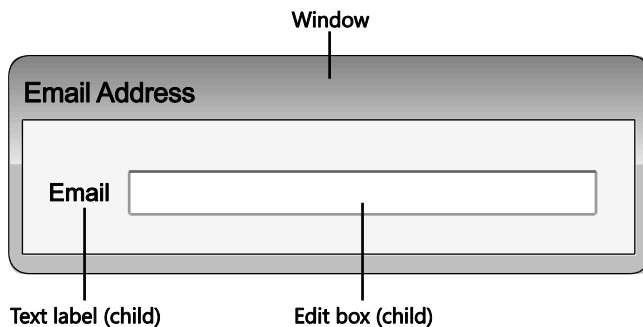 Window
Email Address
Email
Text label (child)
Edit box (child)